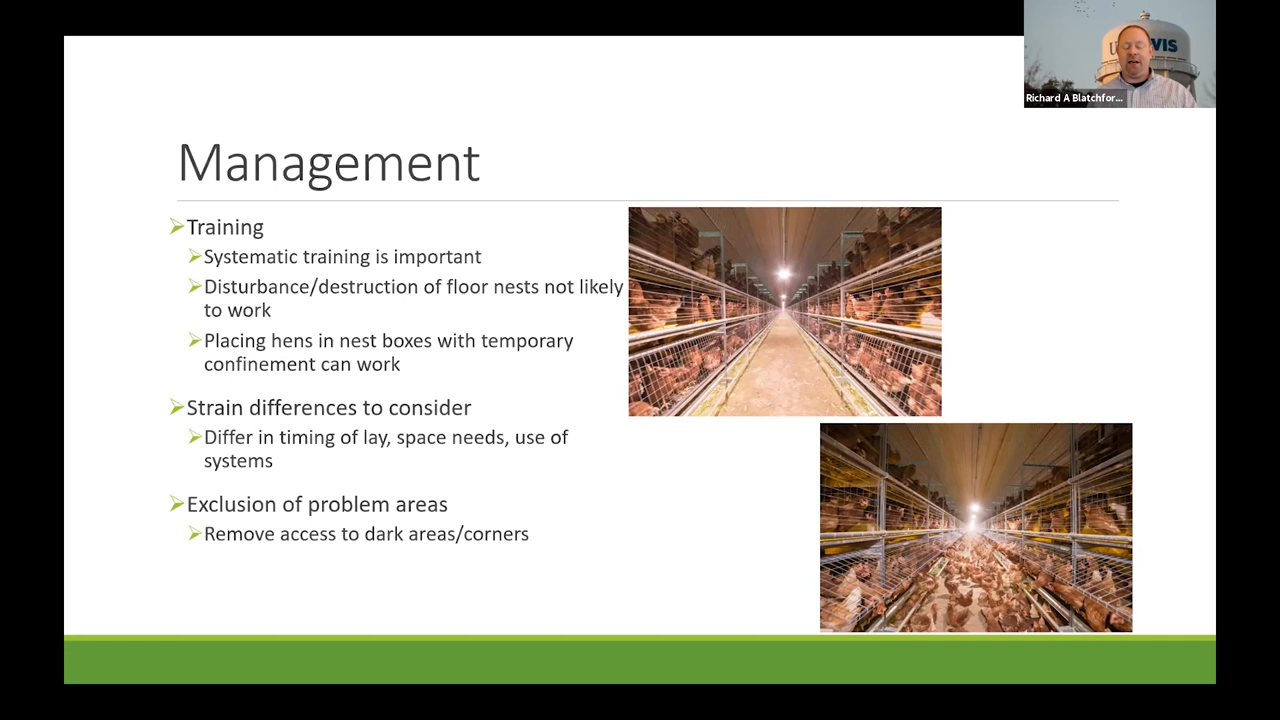 Richard A Blatchfor...
Management
Training
Systematic training is important
Disturbance/destruction of floor nests not likely
to work
Placing hens in nest boxes with temporary
confinement can work
Strain differences to consider
Differ in timing of lay, space needs, use of
systems
Exclusion of problem areas
Remove access to dark areas/corners